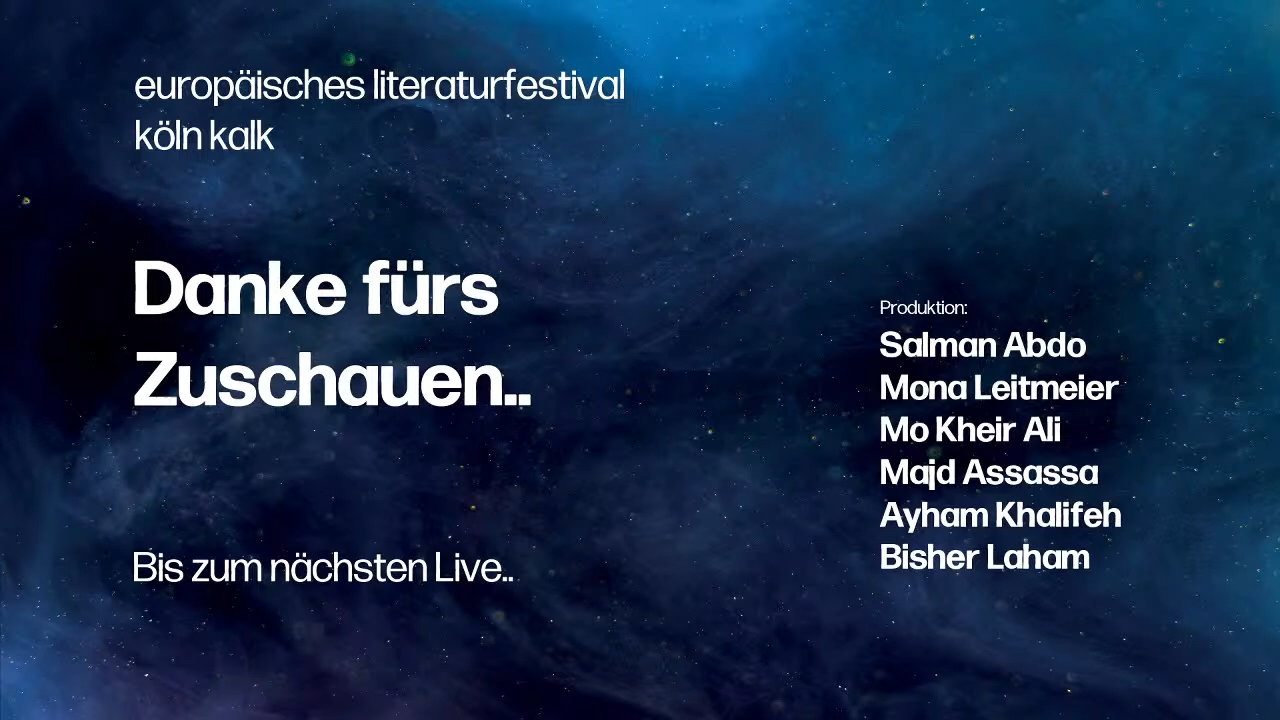 europäisches literaturfestival
köln kalk
Danke fürs
Zuschauen..
Bis zum nächsten Live..
Produktion:
Salman Abdo
Mona Leitmeier
Mo Kheir Ali
Majd Assassa
Ayham Khalifeh
Bisher Laham